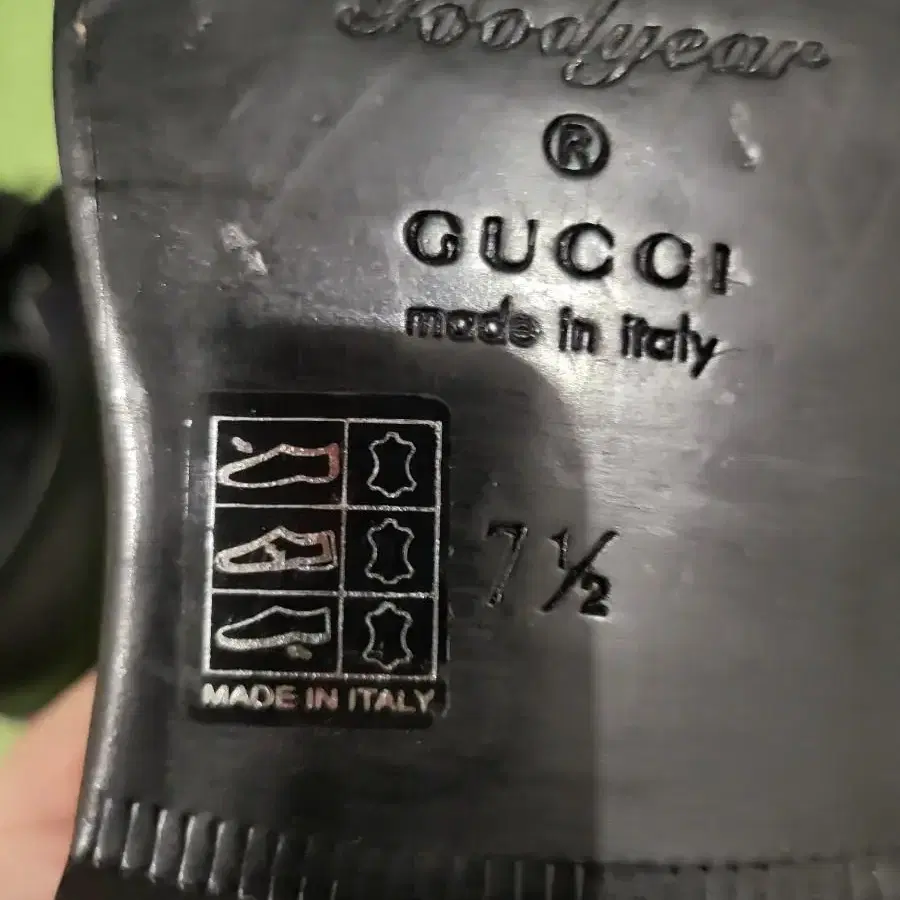 Goodyear
®
GUCCI
made in italy
7 ½
MADE IN ITALY